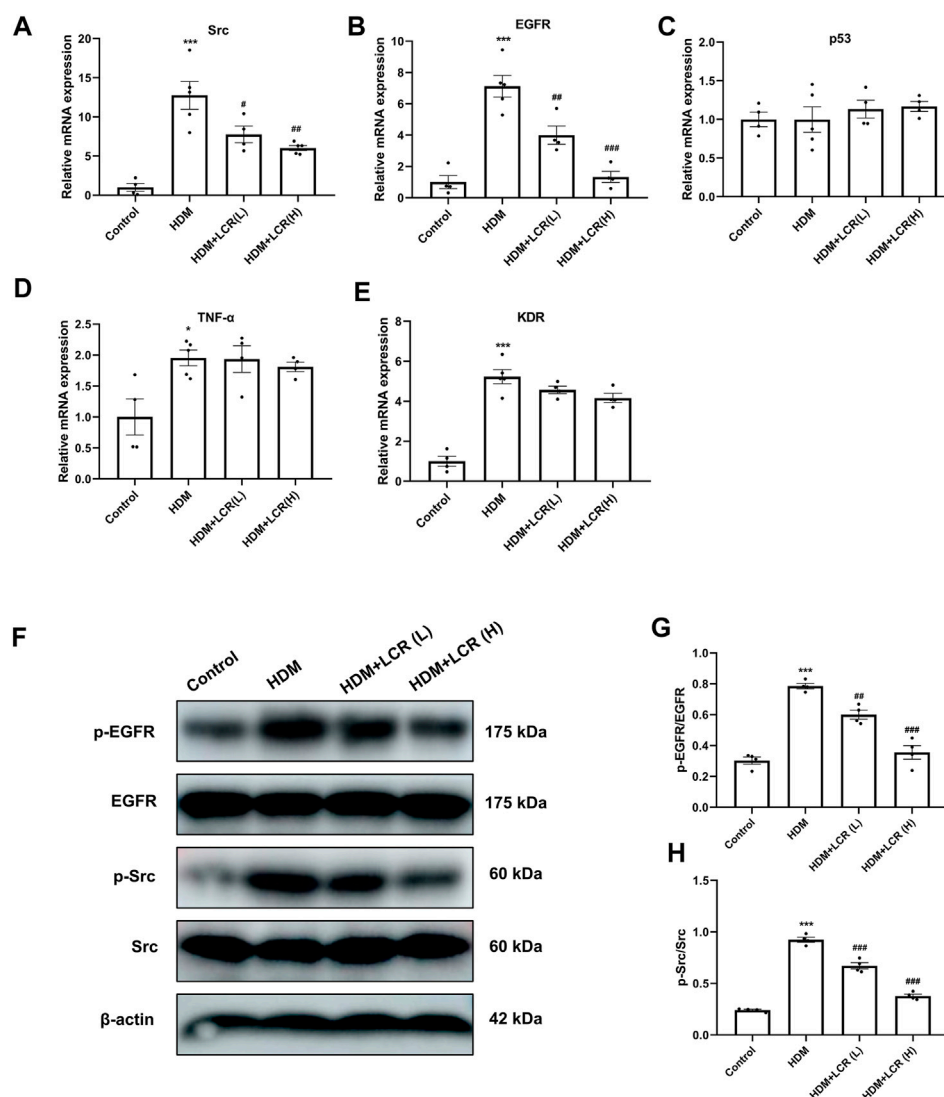 A
Src
Relative mRNA expression
20
15
10
5
0
***
#
##
Control
HDM
HDM+LCR(L)
HDM+LCR(H)
B
EGFR
Relative mRNA expression
10
8
6
4
2
0
***
##
###
Control
HDM
HDM+LCR(L)
HDM+LCR(H)
C
p53
Relative mRNA expression
2.0
1.5
1.0
0.5
0.0
Control
HDM
HDM+LCR(L)
HDM+LCR(H)
D
TNF-α
Relative mRNA expression
2.5
2.0
1.5
1.0
0.5
0.0
*
Control
HDM
HDM+LCR(L)
HDM+LCR(H)
E
KDR
Relative mRNA expression
8
6
4
2
0
***
Control
HDM
HDM+LCR(L)
HDM+LCR(H)
F
Control
HDM
HDM+LCR (L)
HDM+LCR (H)
p-EGFR 175 kDa
EGFR 175 kDa
p-Src 60 kDa
Src 60 kDa
β-actin 42 kDa
G
p-EGFR/EGFR
1.0
0.8
0.6
0.4
0.2
0.0
***
##
###
Control
HDM
HDM+LCR (L)
HDM+LCR (H)
H
p-Src/Src
1.5
1.0
0.5
0.0
***
###
###
Control
HDM
HDM+LCR (L)
HDM+LCR (H)